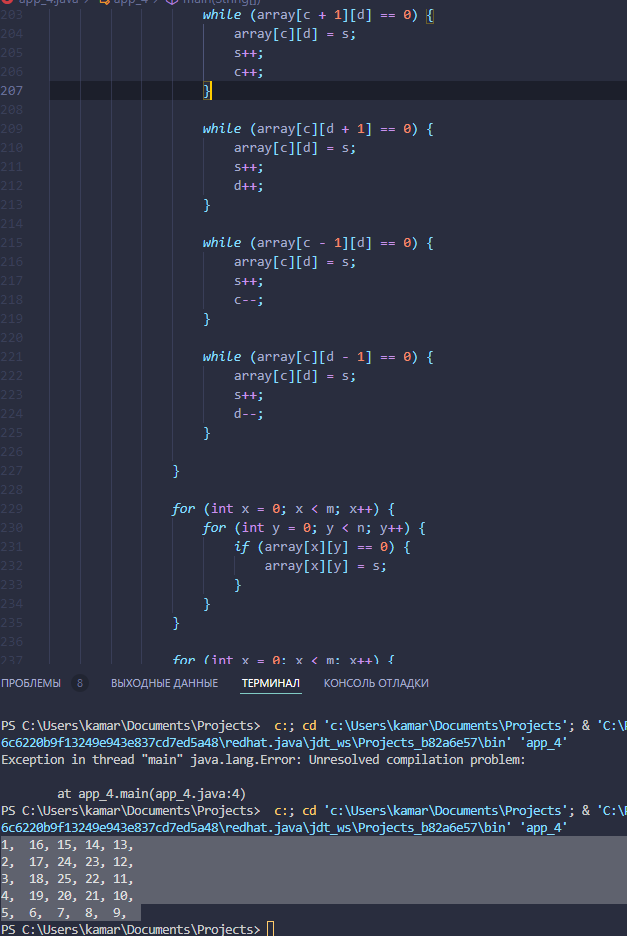 app_4.java > app_4 > main(String[])
203 while (array[c + 1][d] == 0) {
204 array[c][d] = s;
205 s++;
206 c++;
207 }
208
209 while (array[c][d + 1] == 0) {
210 array[c][d] = s;
211 s++;
212 d++;
213 }
214
215 while (array[c - 1][d] == 0) {
216 array[c][d] = s;
217 s++;
218 c--;
219 }
220
221 while (array[c][d - 1] == 0) {
222 array[c][d] = s;
223 s++;
224 d--;
225 }
226
227 }
228
229 for (int x = 0; x < m; x++) {
230 for (int y = 0; y < n; y++) {
231 if (array[x][y] == 0) {
232 array[x][y] = s;
233 }
234 }
235 }
236
237 for (int x = 0; x < m; x++) {
ПРОБЛЕМЫ 8 ВЫХОДНЫЕ ДАННЫЕ ТЕРМИНАЛ КОНСОЛЬ ОТЛАДКИ
PS C:\Users\kamar\Documents\Projects> c:; cd 'c:\Users\kamar\Documents\Projects'; & 'C:\
6c6220b9f13249e943e837cd7ed5a48\redhat.java\jdt_ws\Projects_b82a6e57\bin' 'app_4'
Exception in thread "main" java.lang.Error: Unresolved compilation problem:
at app_4.main(app_4.java:4)
PS C:\Users\kamar\Documents\Projects> c:; cd 'c:\Users\kamar\Documents\Projects'; & 'C:\
6c6220b9f13249e943e837cd7ed5a48\redhat.java\jdt_ws\Projects_b82a6e57\bin' 'app_4'
1, 16, 15, 14, 13,
2, 17, 24, 23, 12,
3, 18, 25, 22, 11,
4, 19, 20, 21, 10,
5, 6, 7, 8, 9,
PS C:\Users\kamar\Documents\Projects>